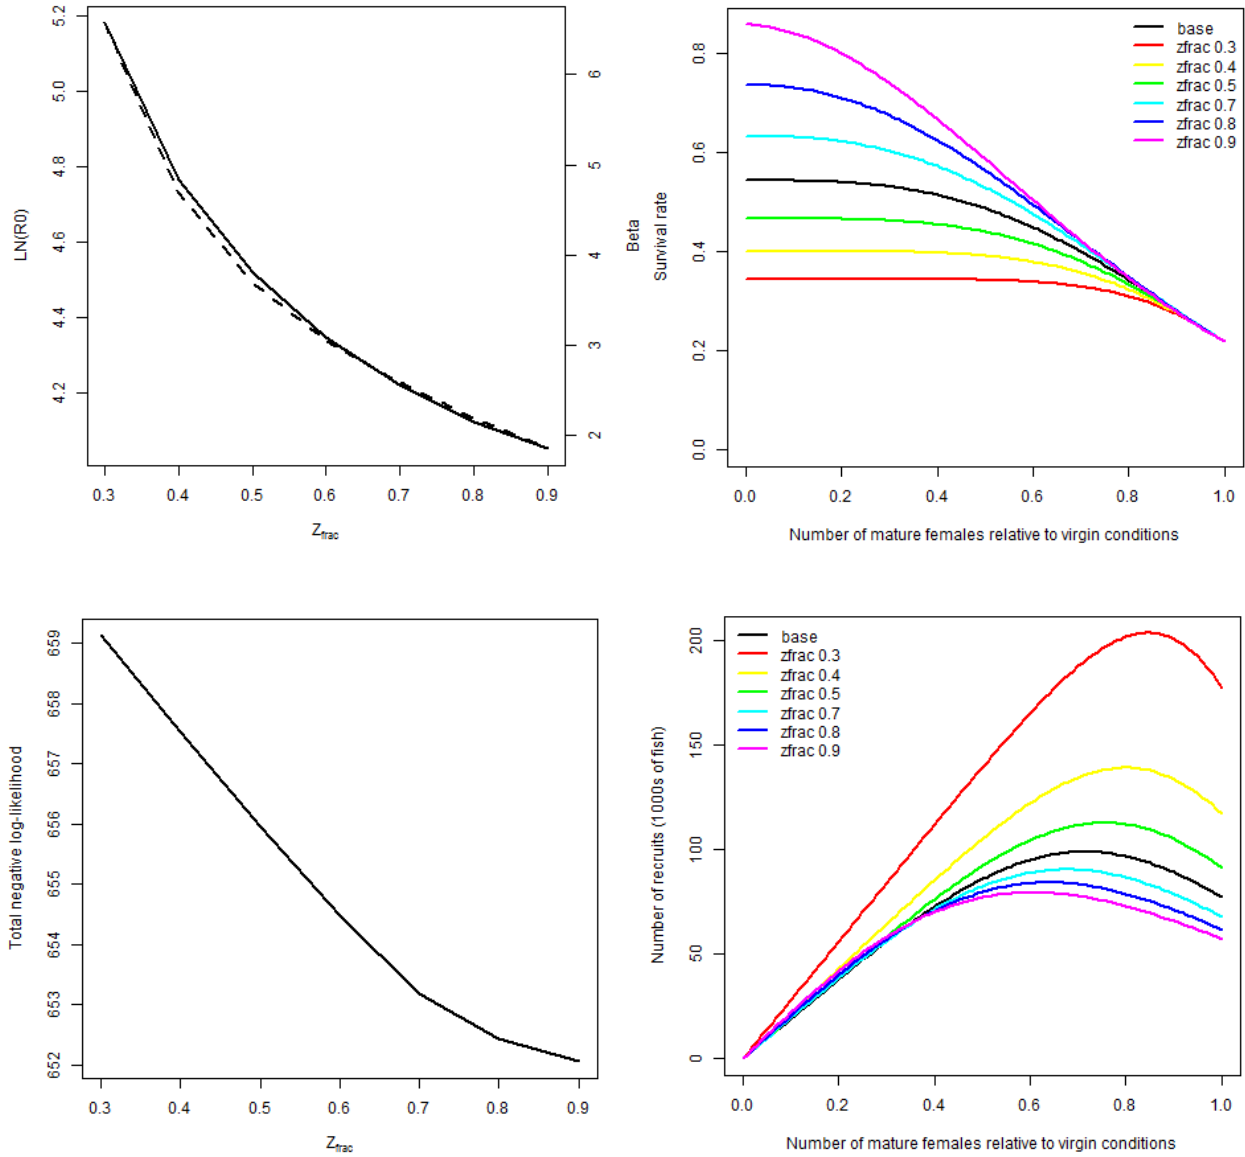 5.2
5.0
4.8
4.6
4.4
4.2
LN(R0)
6
5
4
3
2
Beta
0.3 0.4 0.5 0.6 0.7 0.8 0.9
Zfrac
0.8
0.6
0.4
0.2
0.0
Survival rate
base
zfrac 0.3
zfrac 0.4
zfrac 0.5
zfrac 0.7
zfrac 0.8
zfrac 0.9
0.0 0.2 0.4 0.6 0.8 1.0
Number of mature females relative to virgin conditions
659
658
657
656
655
654
653
652
Total negative log-likelihood
0.3 0.4 0.5 0.6 0.7 0.8 0.9
Zfrac
200
150
100
50
0
Number of recruits (1000s of fish)
base
zfrac 0.3
zfrac 0.4
zfrac 0.5
zfrac 0.7
zfrac 0.8
zfrac 0.9
0.0 0.2 0.4 0.6 0.8 1.0
Number of mature females relative to virgin conditions